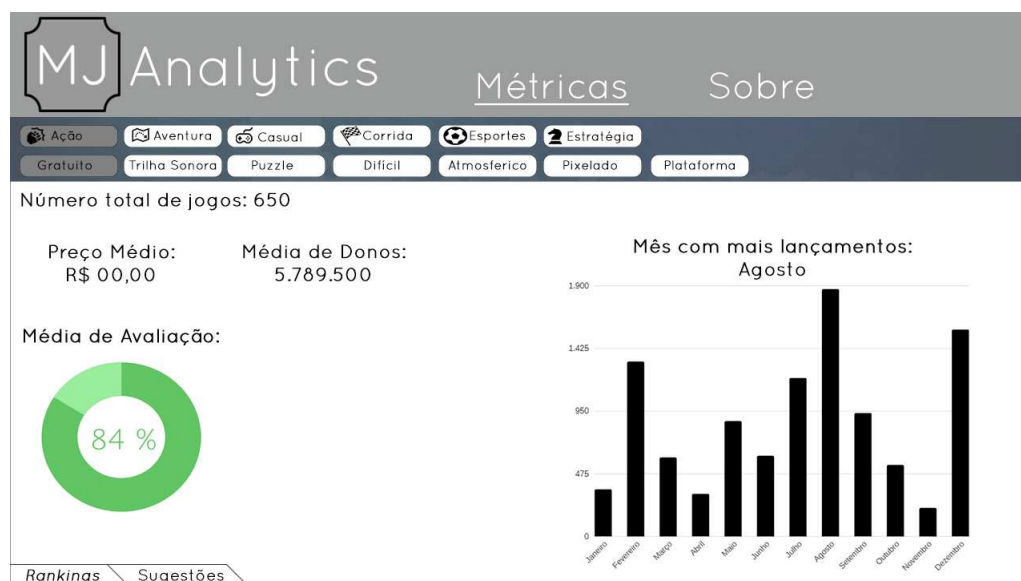 MJ Analytics
Métricas Sobre
Ação Aventura Casual Corrida Esportes Estratégia
Gratuito Trilha Sonora Puzzle Difícil Atmosferico Pixelado Plataforma
Número total de jogos: 650
Preço Médio:
R$ 00,00
Média de Donos:
5.789.500
Média de Avaliação:
84 %
Mês com mais lançamentos:
Agosto
1.900
1.425
950
475
0
Janeiro Fevereiro Março Abril Maio Junho Julho Agosto Setembro Outubro Novembro Dezembro
Rankings Sugestões